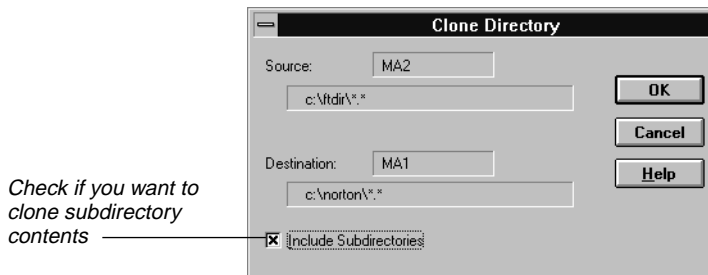 Clone Directory
Source: MA2
c:\ftdir\*.*
OK
Cancel
Destination: MA1
Help
c:\norton\*.*
Check if you want to
clone subdirectory
contents
Include Subdirectories